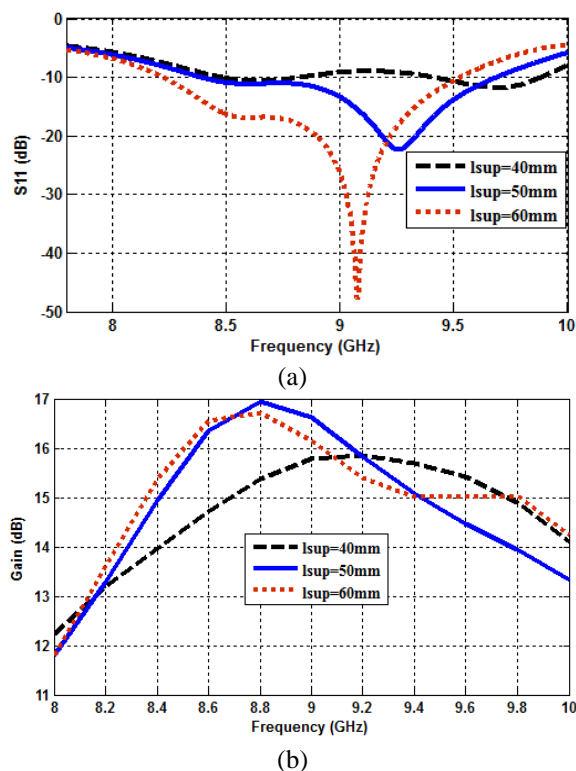 0
-10
-20
-30
-40
-50
S11 (dB)
lsup=40mm
lsup=50mm
lsup=60mm
8 8.5 9 9.5 10
Frequency (GHz)
(a)
17
16
15
14
13
12
11
Gain (dB)
lsup=40mm
lsup=50mm
lsup=60mm
8 8.2 8.4 8.6 8.8 9 9.2 9.4 9.6 9.8 10
Frequency (GHz)
(b)